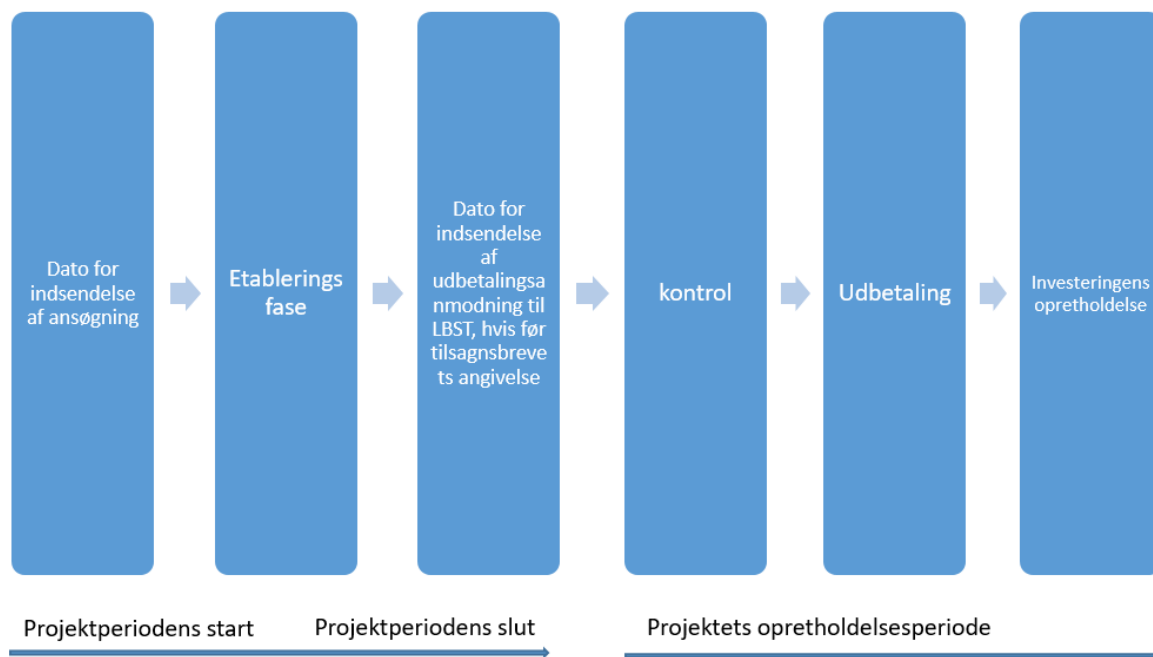 Dato for
indsendelse
af ansøgning
Etablerings
fase
Dato for
indsendelse
af
udbetalingsa
nmodning til
LBST, hvis før
tilsagnsbreve
ts angivelse
kontrol
Udbetaling
Investeringens
opretholdelse
Projektperiodens start
Projektperiodens slut
Projektets opretholdelsesperiode